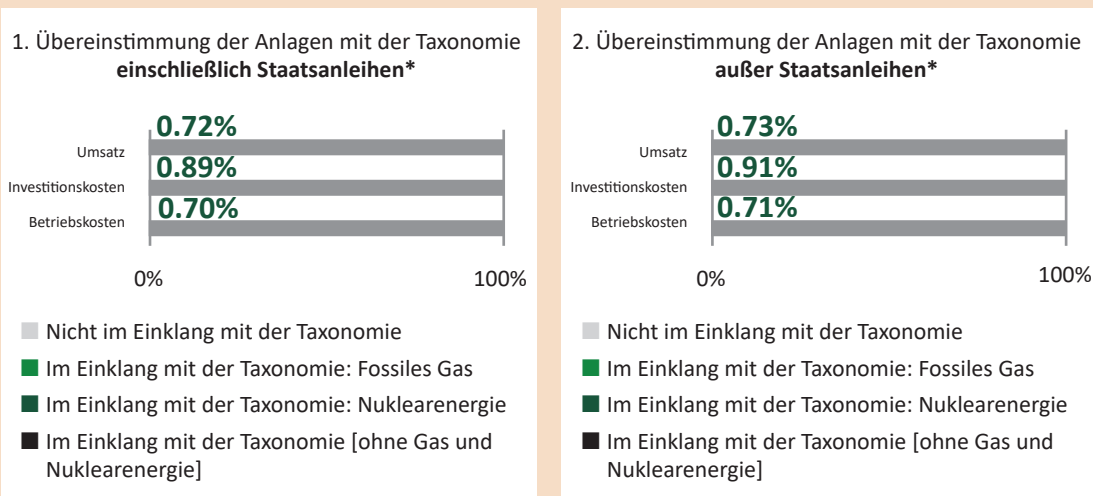 1. Übereinstimmung der Anlagen mit der Taxonomie
einschließlich Staatsanleihen*
0.72%
Umsatz
0.89%
Investitionskosten
0.70%
Betriebskosten
0%
100%
Nicht im Einklang mit der Taxonomie
Im Einklang mit der Taxonomie: Fossiles Gas
Im Einklang mit der Taxonomie: Nuklearenergie
Im Einklang mit der Taxonomie [ohne Gas und
Nuklearenergie]
2. Übereinstimmung der Anlagen mit der Taxonomie
außer Staatsanleihen*
0.73%
Umsatz
0.91%
Investitionskosten
0.71%
Betriebskosten
0%
100%
Nicht im Einklang mit der Taxonomie
Im Einklang mit der Taxonomie: Fossiles Gas
Im Einklang mit der Taxonomie: Nuklearenergie
Im Einklang mit der Taxonomie [ohne Gas und
Nuklearenergie]